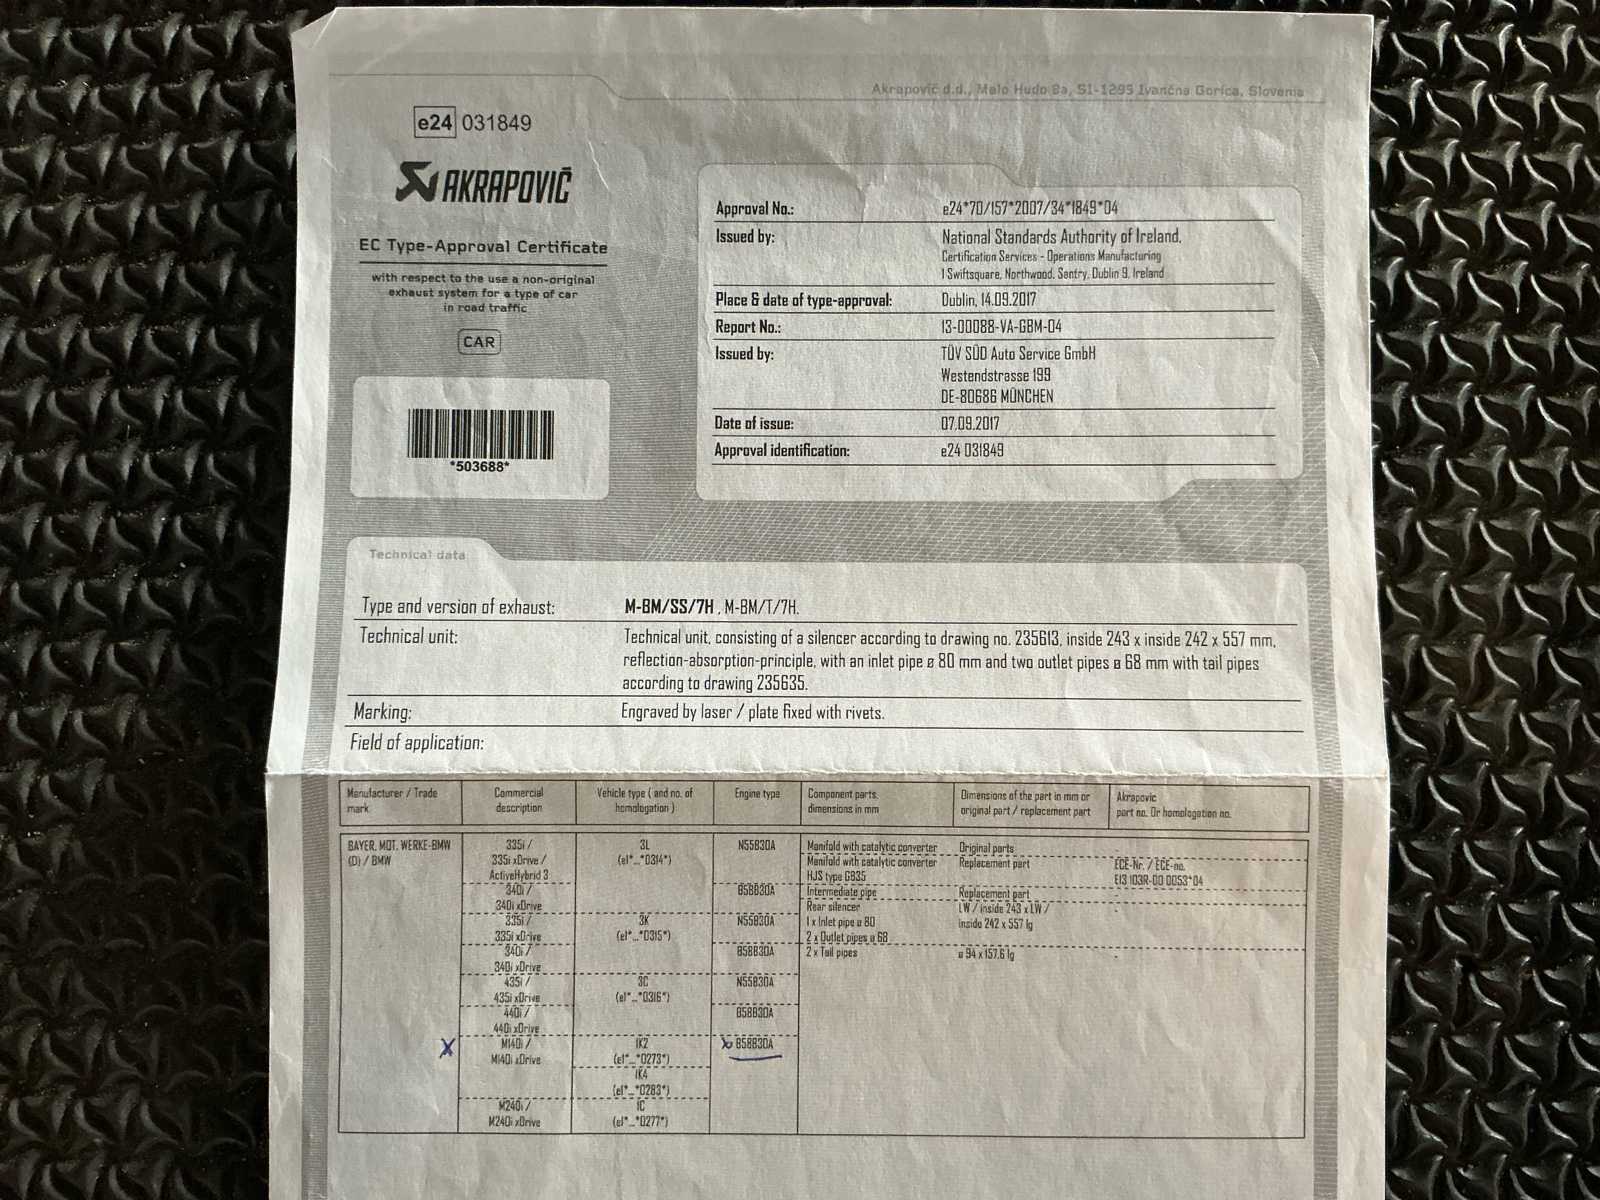 Akrapovič d.d., Malo Hudo 8a, SI-1295 Ivančna Gorica, Slovenia
e24 031849
AKRAPOVIČ
EC Type-Approval Certificate
with respect to the use a non-original
exhaust system for a type of car
in road traffic
CAR
*503688*
Approval No.: e24*70/157*2007/34*1849*04
Issued by: National Standards Authority of Ireland,
Certification Services - Operations Manufacturing
1 Swiftsquare, Northwood, Santry, Dublin 9, Ireland
Place & date of type-approval: Dublin, 14.09.2017
Report No.: 13-00088-VA-GBM-04
Issued by: TÜV SÜD Auto Service GmbH
Westendstrasse 199
DE-80686 MÜNCHEN
Date of issue: 07.09.2017
Approval identification: e24 031849
Technical data
Type and version of exhaust: M-BM/SS/7H , M-BM/T/7H.
Technical unit: Technical unit, consisting of a silencer according to drawing no. 235613, inside 243 x inside 242 x 557 mm,
reflection-absorption-principle, with an inlet pipe ø 80 mm and two outlet pipes ø 68 mm with tail pipes
according to drawing 235635.
Marking: Engraved by laser / plate fixed with rivets.
Field of application:
Manufacturer / Trade mark
Commercial description
Vehicle type ( and no. of homologation )
Engine type
Component parts, dimensions in mm
Dimensions of the part in mm or original part / replacement part
Akrapovic part no. Or homologation no.
BAYER. MOT. WERKE-BMW
(D) / BMW
335i / 3L N55B30A Manifold with catalytic converter Original parts
335i xDrive / (e1*...*0314*) Manifold with catalytic converter Replacement part ECE-Nr. / ECE-no.
ActiveHybrid 3 HJS type GB35 E13 103R-00 0053*04
340i / B58B30A Intermediate pipe Replacement part
340i xDrive Rear silencer LW / inside 243 x LW / -
335i / 3K N55B30A 1 x Inlet pipe ø 80 inside 242 x 557 lg
335i xDrive (e1*...*0315*) 2 x Outlet pipes ø 68
340i / B58B30A 2 x Tail pipes ø 94 x 157,6 lg -
340i xDrive
435i / 3C N55B30A
435i xDrive (e1*...*0316*)
440i / B58B30A
440i xDrive
X M140i / 1K2 x B58B30A
M140i xDrive (e1*...*0273*)
1K4
(e1*...*0283*)
M240i / 1C
M240i xDrive (e1*...*0277*)